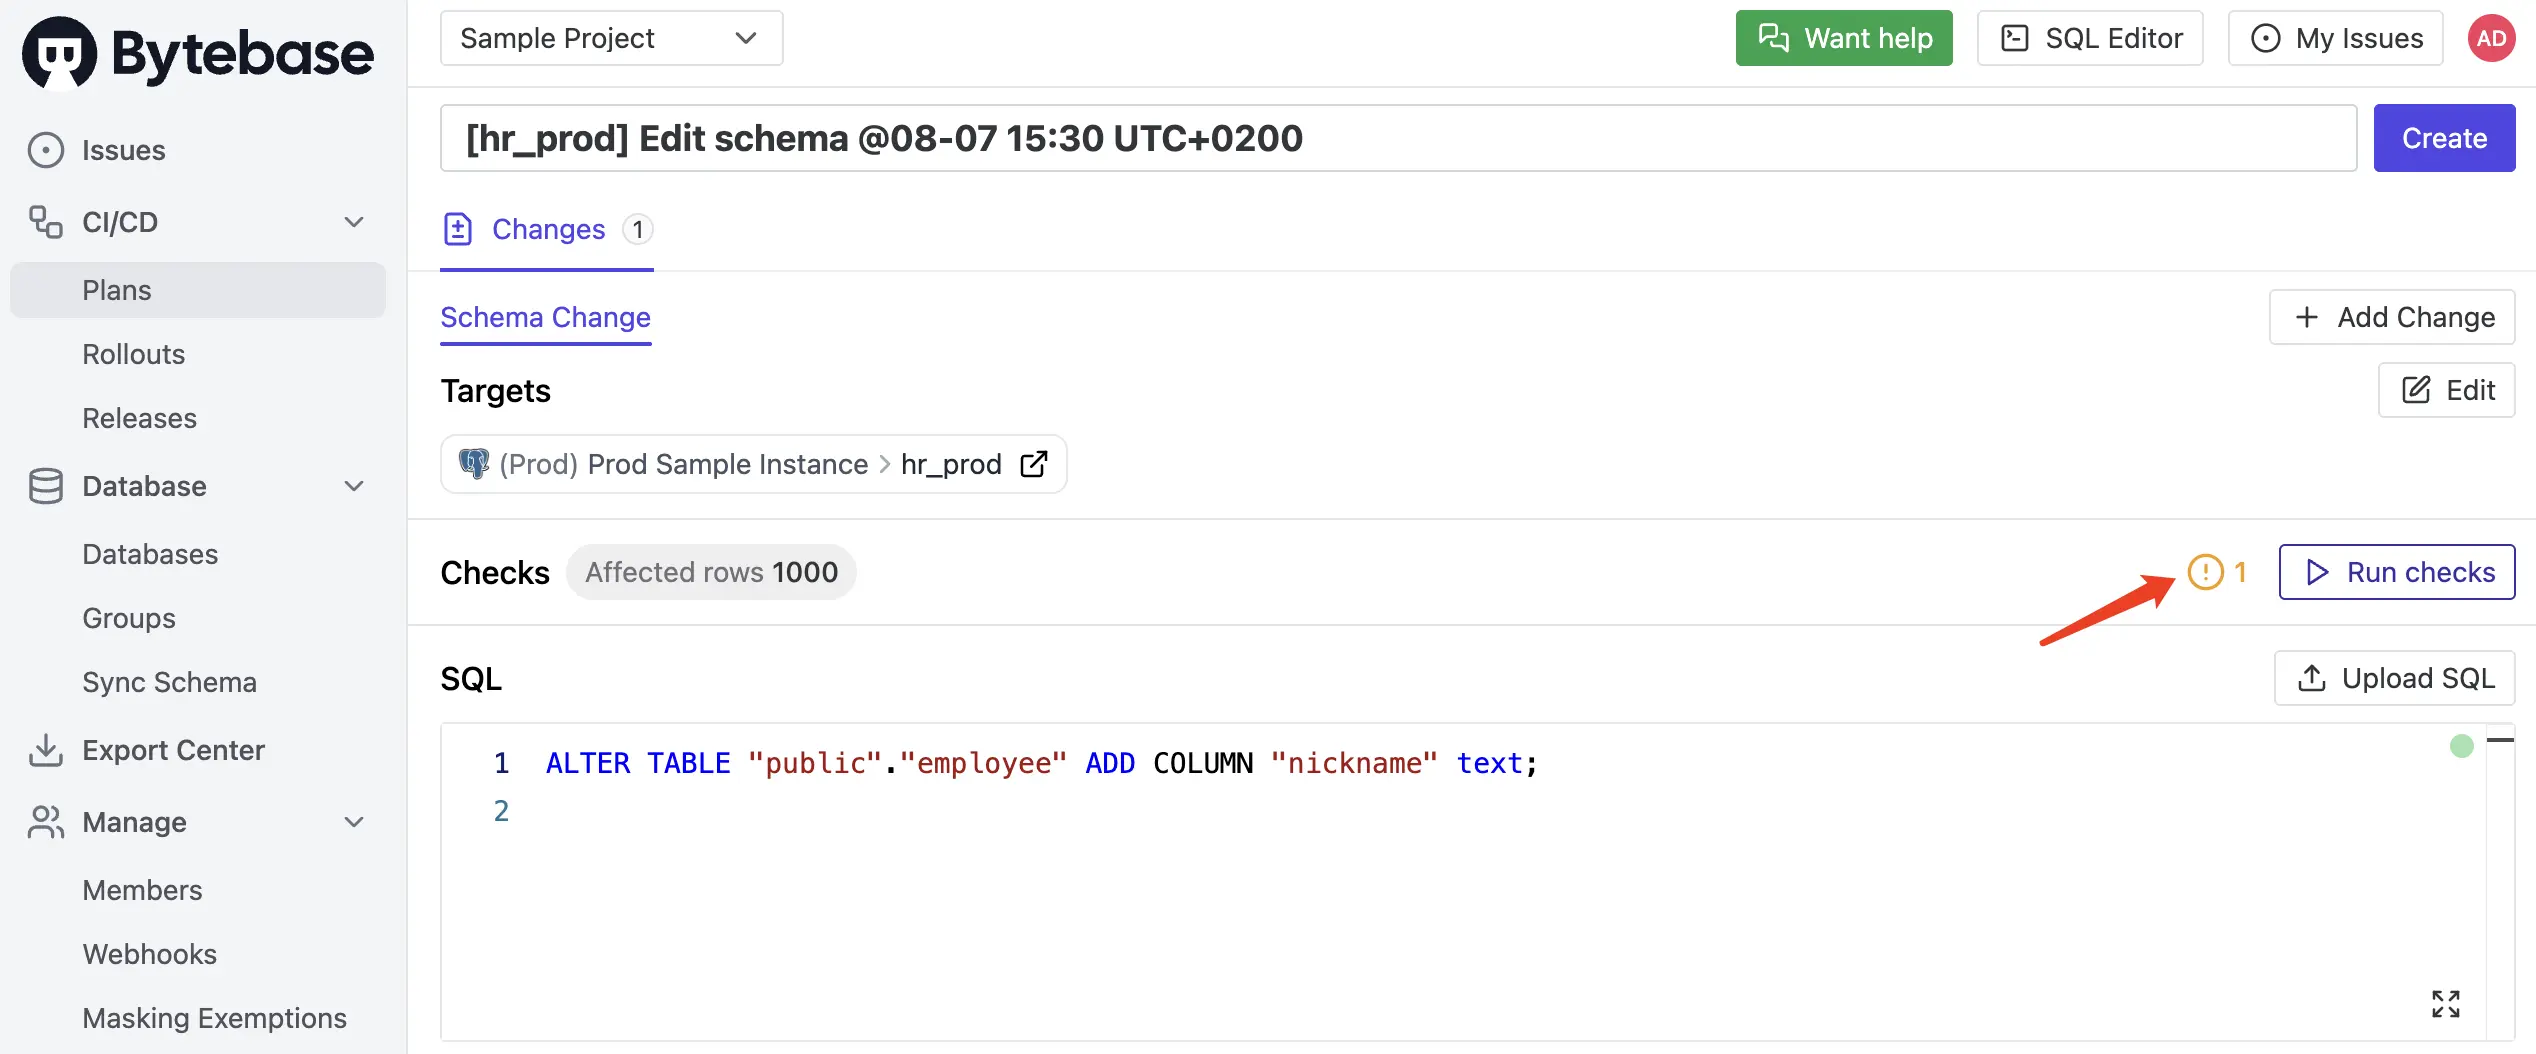 Bytebase
Sample Project
Want help
SQL Editor
My Issues
AD
[hr_prod] Edit schema @08-07 15:30 UTC+0200
Create
Issues
CI/CD
Plans
Rollouts
Releases
Database
Databases
Groups
Sync Schema
Export Center
Manage
Members
Webhooks
Masking Exemptions
Changes 1
Schema Change
Add Change
Targets
Edit
(Prod) Prod Sample Instance > hr_prod
Checks Affected rows 1000
1
Run checks
SQL
Upload SQL
1 ALTER TABLE "public"."employee" ADD COLUMN "nickname" text;
2